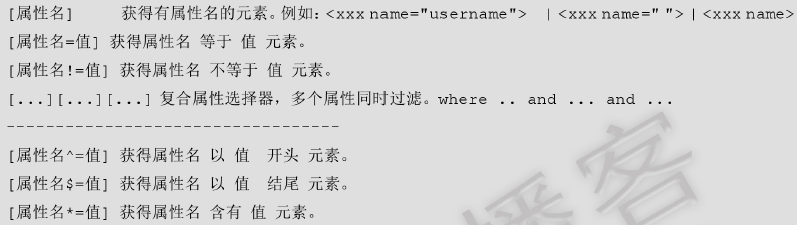 [属性名]     获得有属性名的元素。例如：<xxx name="username">  | <xxx name=" "> | <xxx name>
[属性名=值] 获得属性名 等于 值 元素。
[属性名!=值] 获得属性名 不等于 值 元素。
[...][...][...] 复合属性选择器，多个属性同时过滤。where .. and ... and ...
----------------------------------
[属性名^=值] 获得属性名 以 值  开头 元素。
[属性名$=值] 获得属性名 以 值  结尾 元素。
[属性名*=值] 获得属性名 含有 值 元素。
播客